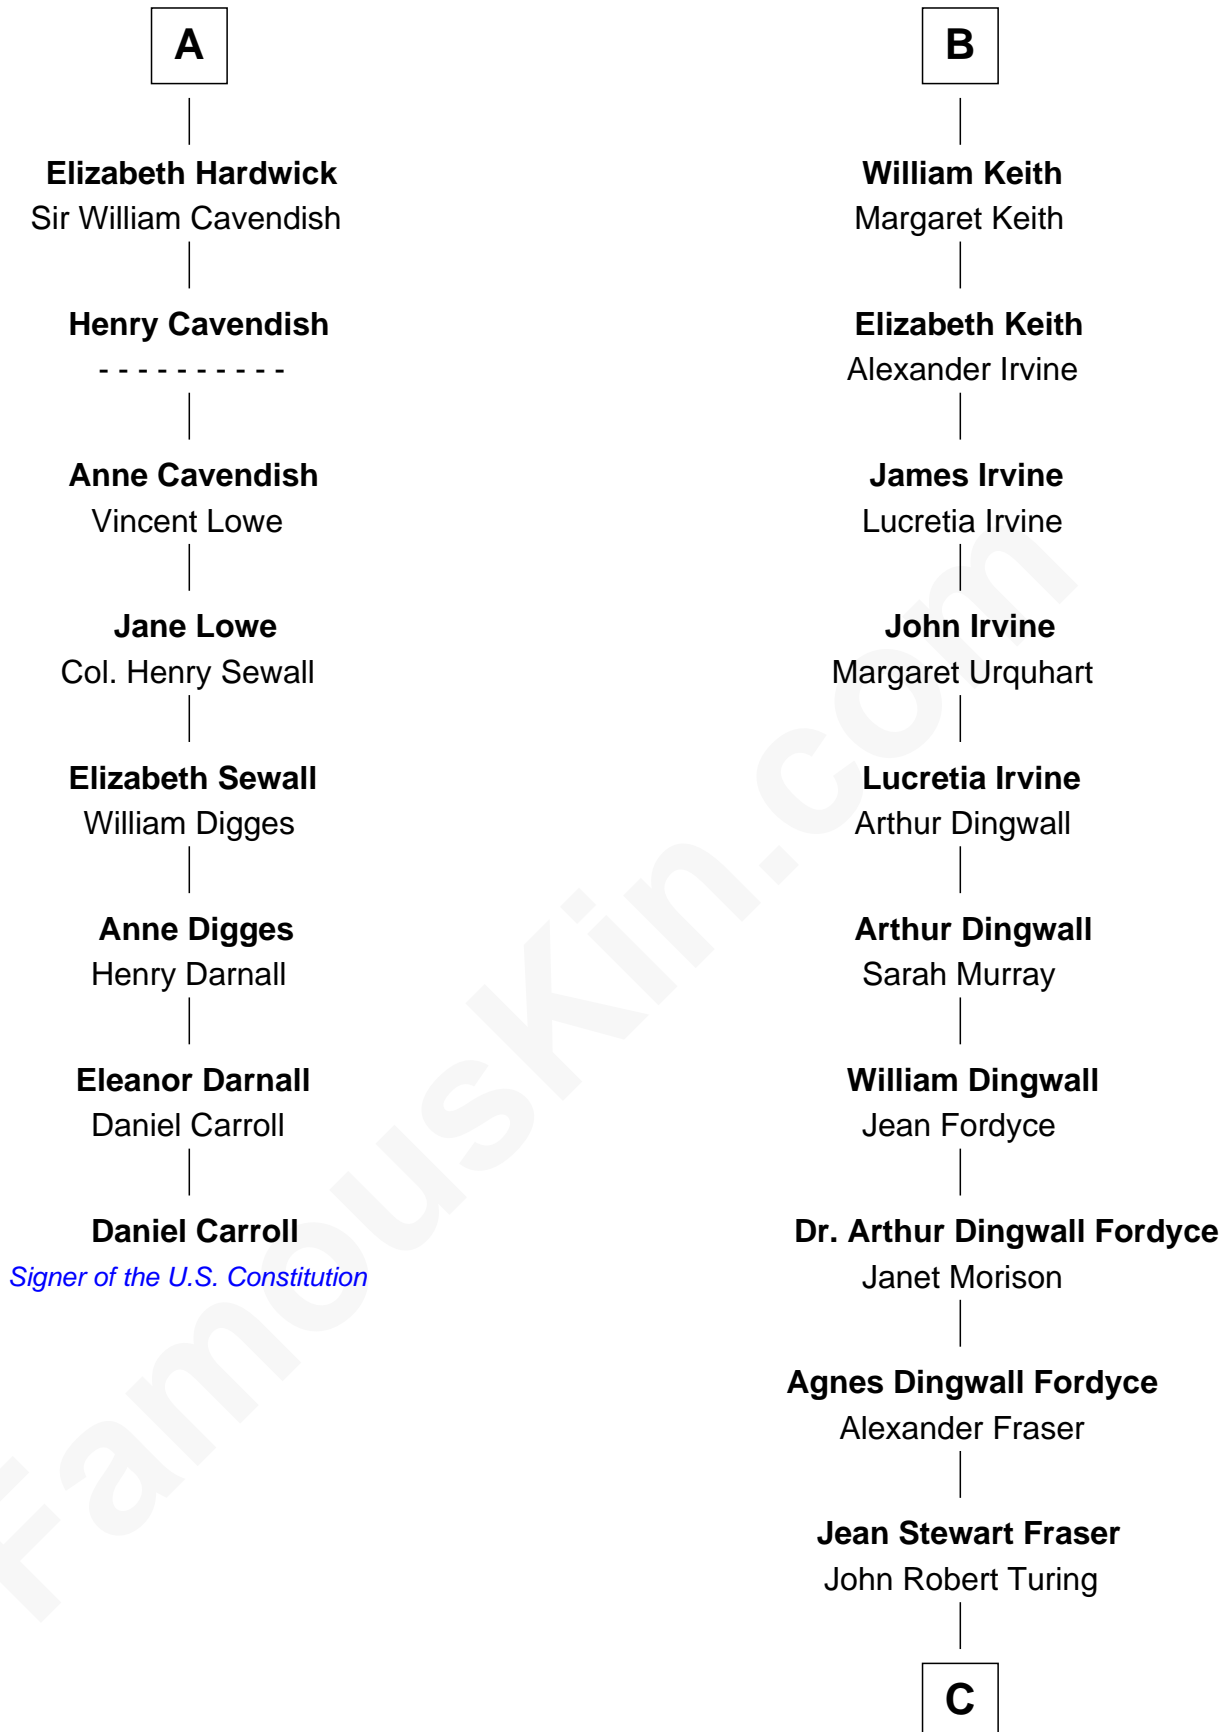 A
Elizabeth Hardwick
Sir William Cavendish
Henry Cavendish
- - - - - - - - - -
Anne Cavendish
Vincent Lowe
Jane Lowe
Col. Henry Sewall
Elizabeth Sewall
William Digges
Anne Digges
Henry Darnall
Eleanor Darnall
Daniel Carroll
Daniel Carroll
Signer of the U.S. Constitution
B
William Keith
Margaret Keith
Elizabeth Keith
Alexander Irvine
James Irvine
Lucretia Irvine
John Irvine
Margaret Urquhart
Lucretia Irvine
Arthur Dingwall
Arthur Dingwall
Sarah Murray
William Dingwall
Jean Fordyce
Dr. Arthur Dingwall Fordyce
Janet Morison
Agnes Dingwall Fordyce
Alexander Fraser
Jean Stewart Fraser
John Robert Turing
C
FamousKin.com